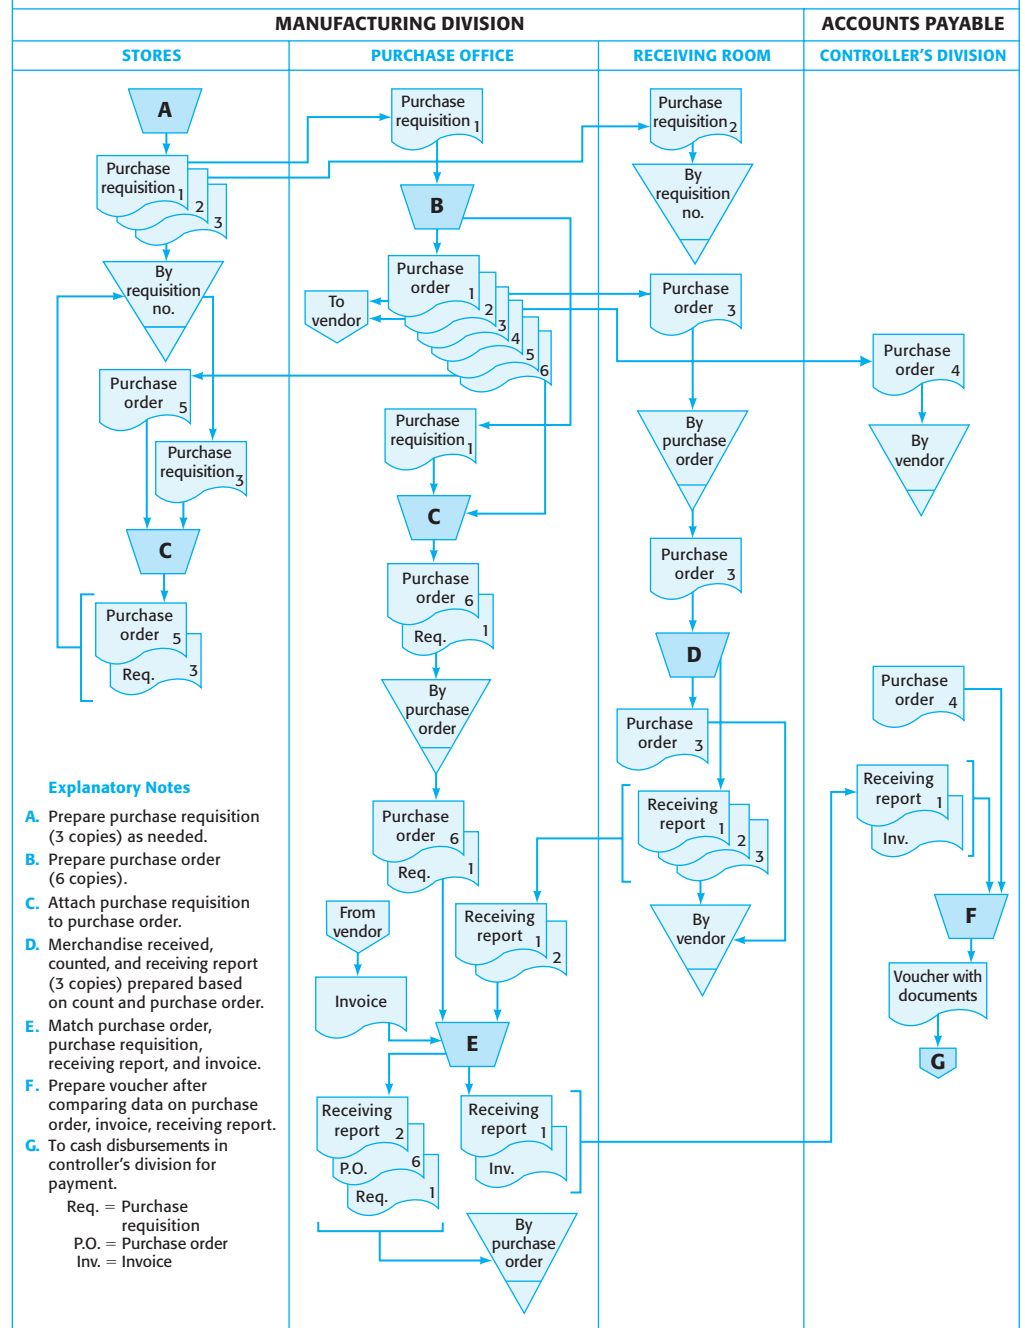 MANUFACTURING DIVISION
ACCOUNTS PAYABLE
STORES
PURCHASE OFFICE
RECEIVING ROOM
CONTROLLER'S DIVISION
A
Purchase
requisition 1
2
3
By
requisition
no.
Purchase
order 5
Purchase
requisition 3
C
Purchase
order 5
Req. 3
Explanatory Notes
A. Prepare purchase requisition
(3 copies) as needed.
B. Prepare purchase order
(6 copies).
C. Attach purchase requisition
to purchase order.
D. Merchandise received,
counted, and receiving report
(3 copies) prepared based
on count and purchase order.
E. Match purchase order,
purchase requisition,
receiving report, and invoice.
F. Prepare voucher after
comparing data on purchase
order, invoice, receiving report.
G. To cash disbursements in
controller's division for
payment.
Req. = Purchase
requisition
P.O. = Purchase order
Inv. = Invoice
Purchase
requisition 1
B
Purchase
order 1
2
3
4
5
6
To
vendor
Purchase
requisition 1
C
Purchase
order 6
Req. 1
By
purchase
order
Purchase
order 6
Req. 1
From
vendor
Invoice
Receiving
report 1
2
E
Receiving
report 2
P.O. 6
Req. 1
Receiving
report 1
Inv.
By
purchase
order
Purchase
requisition 2
By
requisition
no.
Purchase
order 3
By
purchase
order
Purchase
order 3
D
Purchase
order 3
Receiving
report 1
2
3
By
vendor
Purchase
order 4
By
vendor
Purchase
order 4
Receiving
report 1
Inv.
F
Voucher with
documents
G